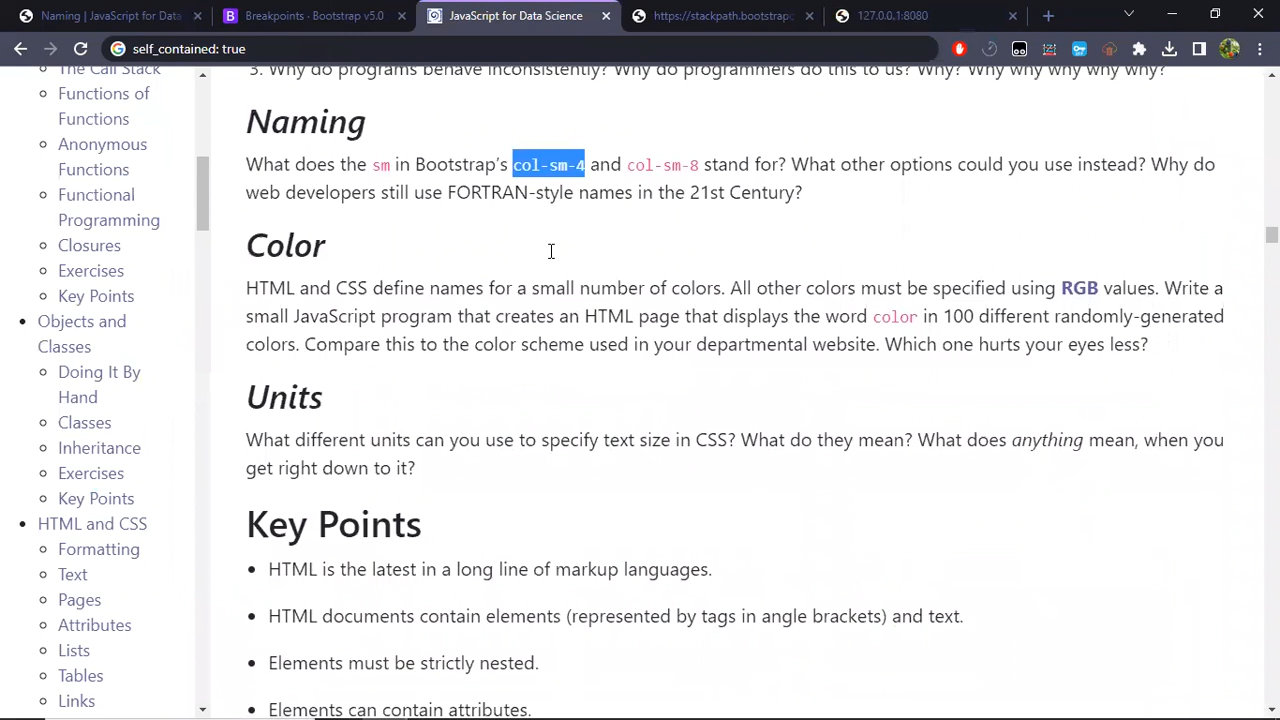 Naming | JavaScript for Data
Breakpoints · Bootstrap v5.0
JavaScript for Data Science
https://stackpath.bootstrapc
127.0.0.1:8080
self_contained: true
The Call Stack
Functions of
Functions
Anonymous
Functions
Functional
Programming
Closures
Exercises
Key Points
Objects and
Classes
Doing It By
Hand
Classes
Inheritance
Exercises
Key Points
HTML and CSS
Formatting
Text
Pages
Attributes
Lists
Tables
Links
3. Why do programs behave inconsistently? Why do programmers do this to us? Why? Why why why why why?
Naming
What does the sm in Bootstrap's col-sm-4 and col-sm-8 stand for? What other options could you use instead? Why do
web developers still use FORTRAN-style names in the 21st Century?
Color
HTML and CSS define names for a small number of colors. All other colors must be specified using RGB values. Write a
small JavaScript program that creates an HTML page that displays the word color in 100 different randomly-generated
colors. Compare this to the color scheme used in your departmental website. Which one hurts your eyes less?
Units
What different units can you use to specify text size in CSS? What do they mean? What does anything mean, when you
get right down to it?
Key Points
• HTML is the latest in a long line of markup languages.
• HTML documents contain elements (represented by tags in angle brackets) and text.
• Elements must be strictly nested.
• Elements can contain attributes.